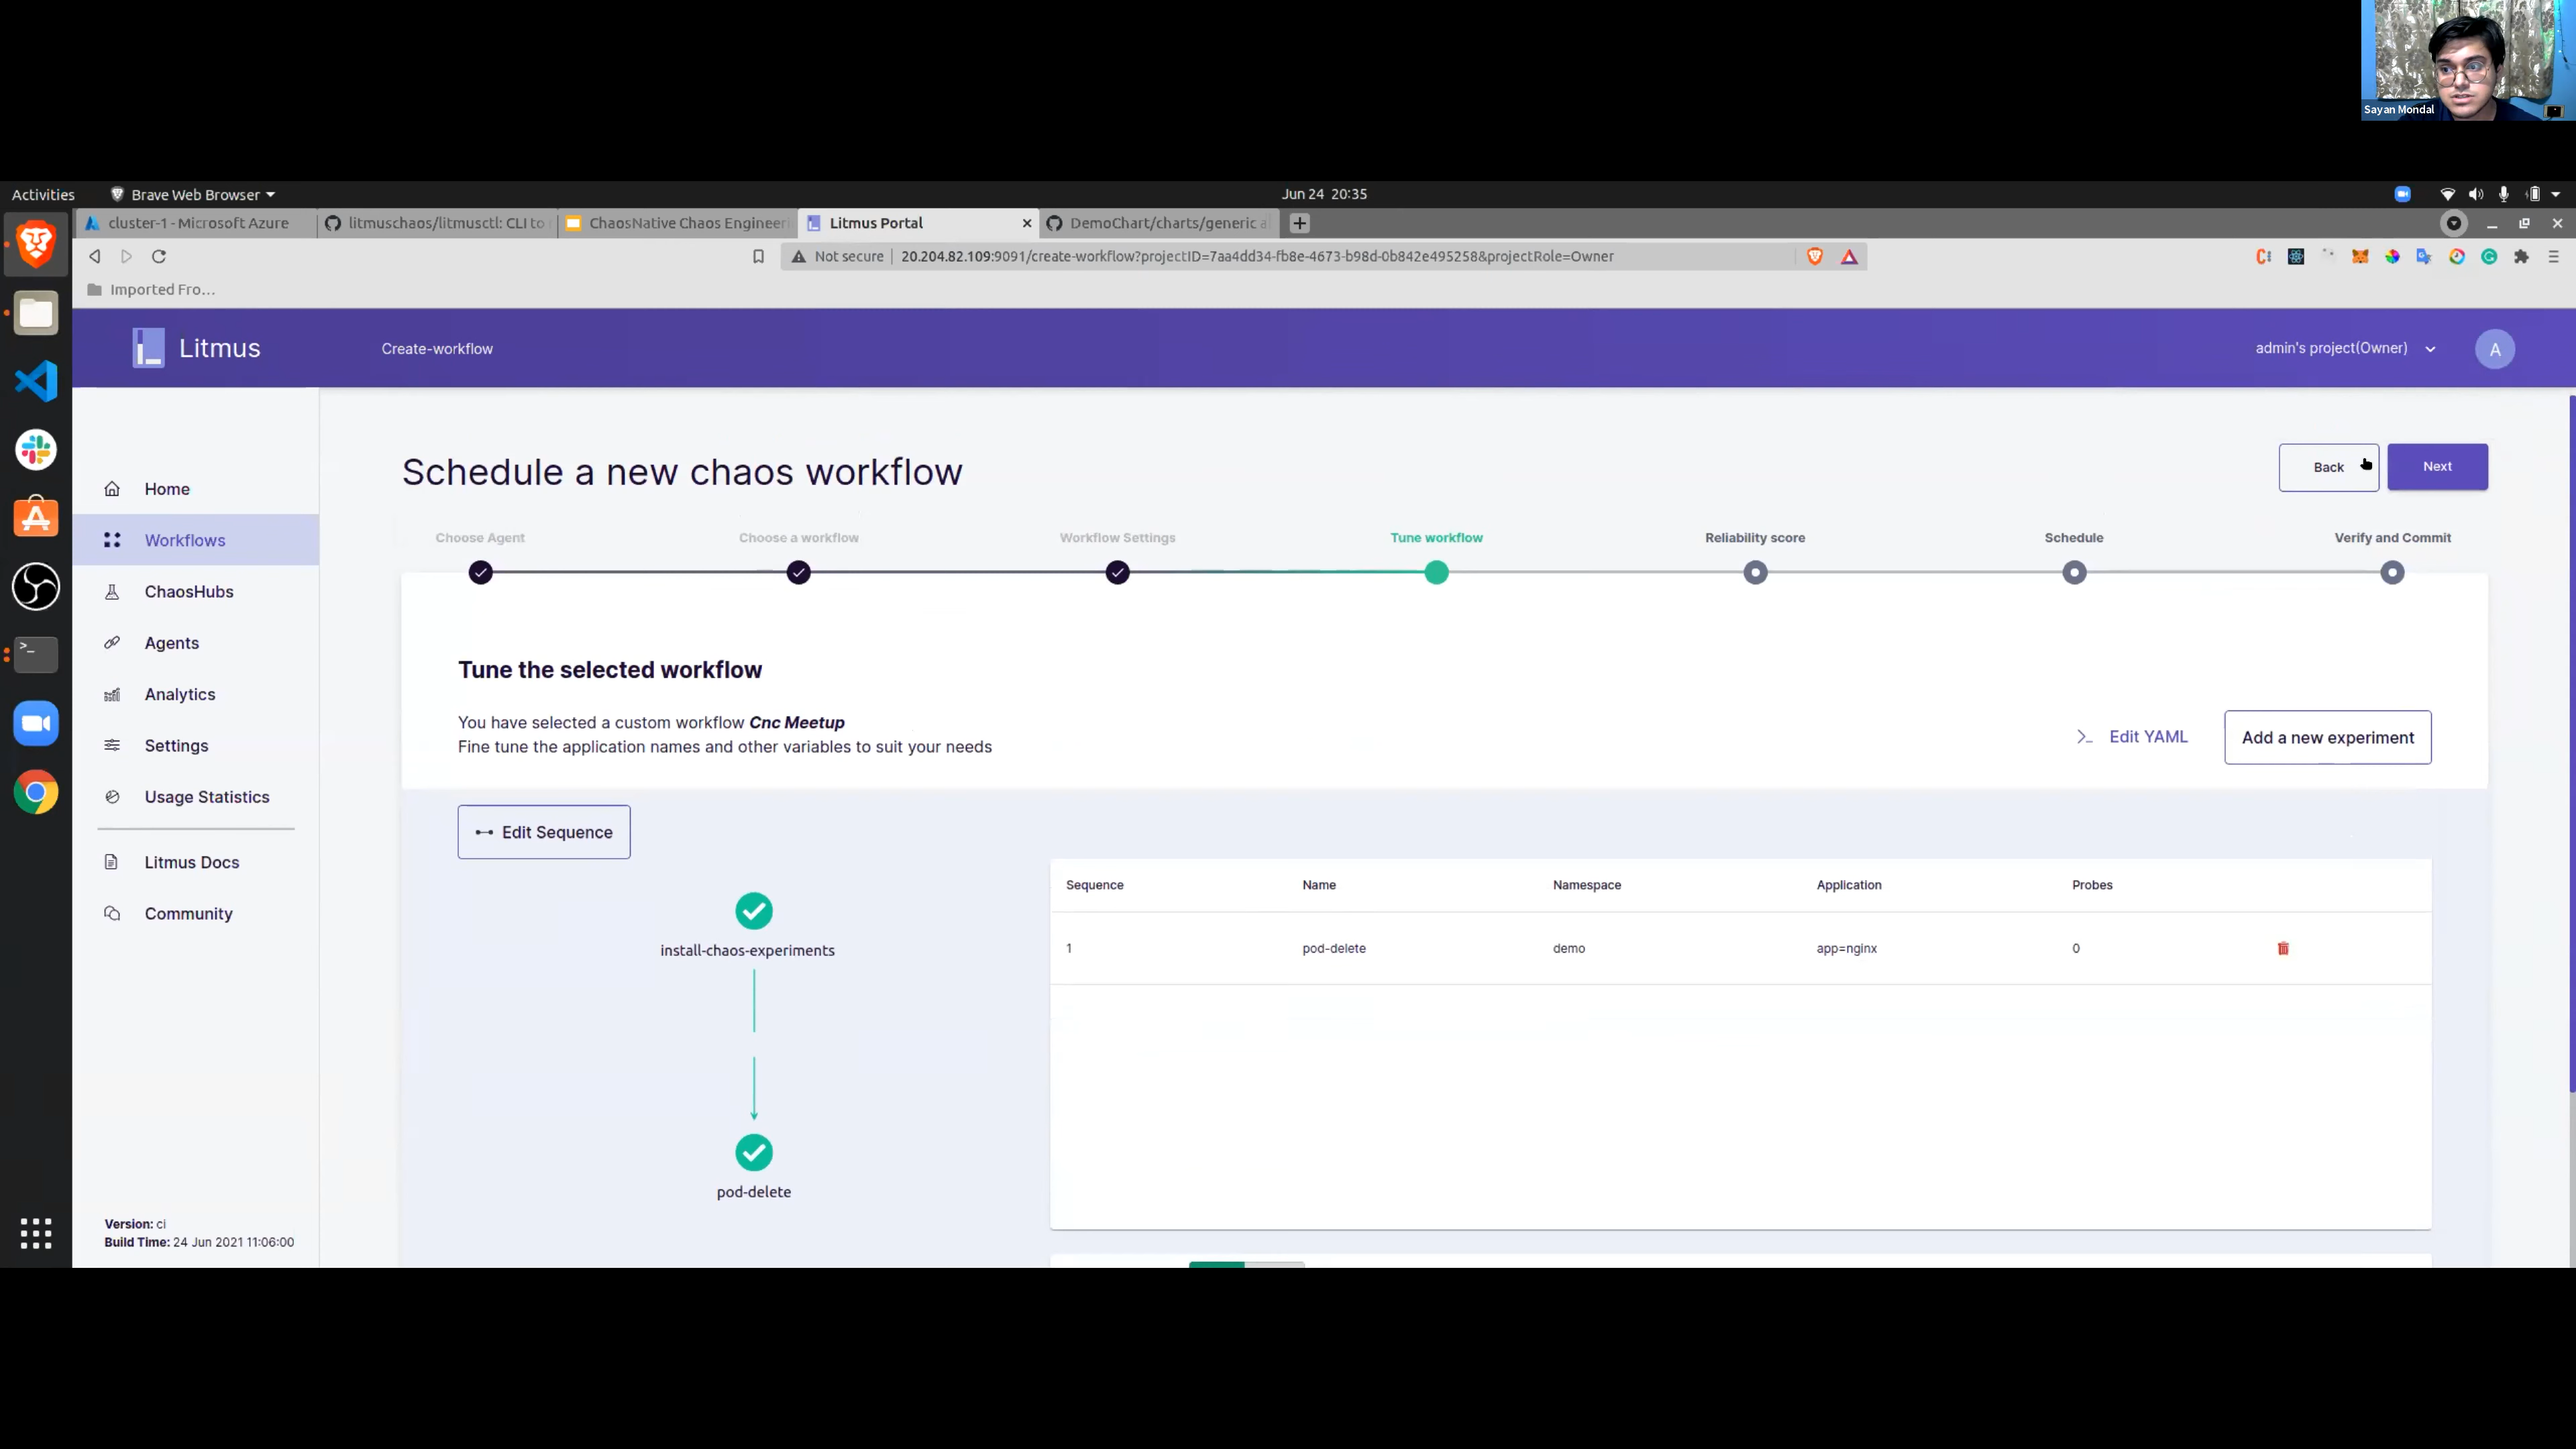 Sayan Mondal
Activities
Brave Web Browser
Jun 24 20:35
cluster-1 - Microsoft Azure
litmuschaos/litmusctl: CLI to
ChaosNative Chaos Engineer
Litmus Portal
DemoChart/charts/generic a
Not secure
20.204.82.109:9091/create-workflow?projectID=7aa4dd34-fb8e-4673-b98d-0b842e495258&projectRole=Owner
Imported Fro...
Litmus
Create-workflow
admin's project(Owner)
A
Home
Workflows
ChaosHubs
Agents
Analytics
Settings
Usage Statistics
Litmus Docs
Community
Version: ci
Build Time: 24 Jun 2021 11:06:00
Schedule a new chaos workflow
Back
Next
Choose Agent
Choose a workflow
Workflow Settings
Tune workflow
Reliability score
Schedule
Verify and Commit
Tune the selected workflow
You have selected a custom workflow Cnc Meetup
Fine tune the application names and other variables to suit your needs
>_ Edit YAML
Add a new experiment
Edit Sequence
install-chaos-experiments
pod-delete
Sequence Name Namespace Application Probes
1 pod-delete demo app=nginx 0